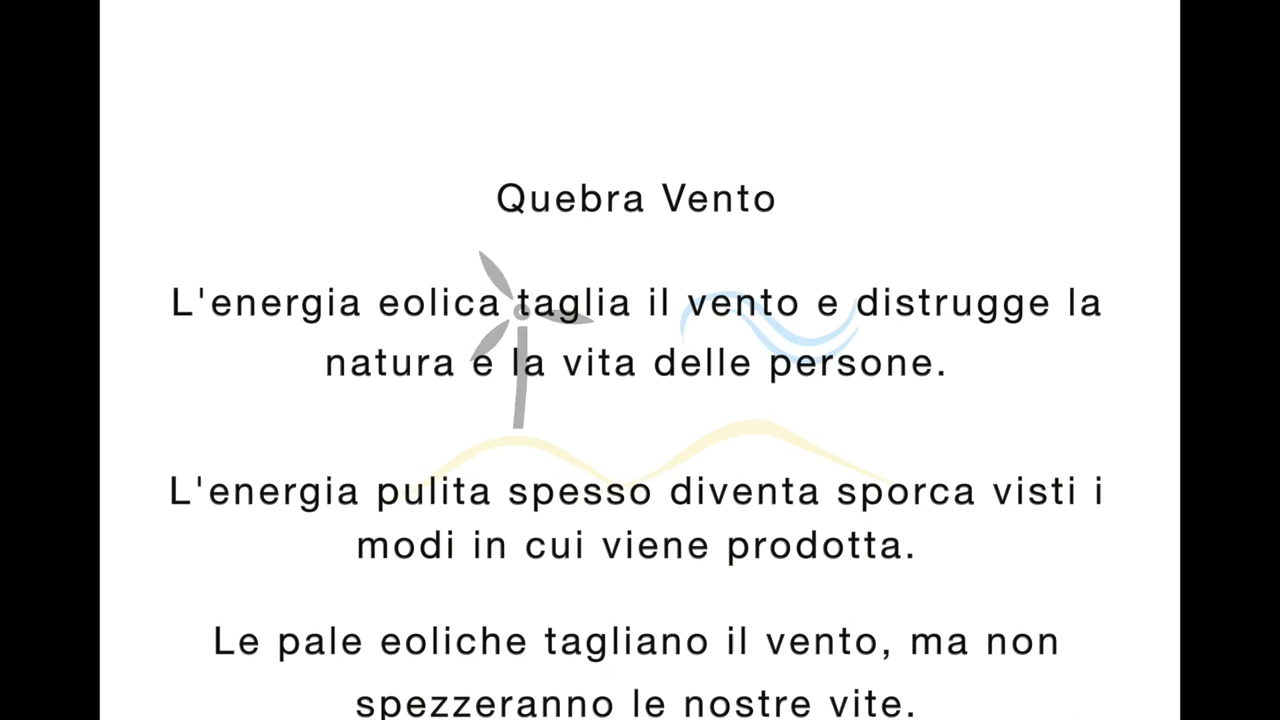 Quebra Vento
L'energia eolica taglia il vento e distrugge la
natura e la vita delle persone.
L'energia pulita spesso diventa sporca visti i
modi in cui viene prodotta.
Le pale eoliche tagliano il vento, ma non
spezzeranno le nostre vite.